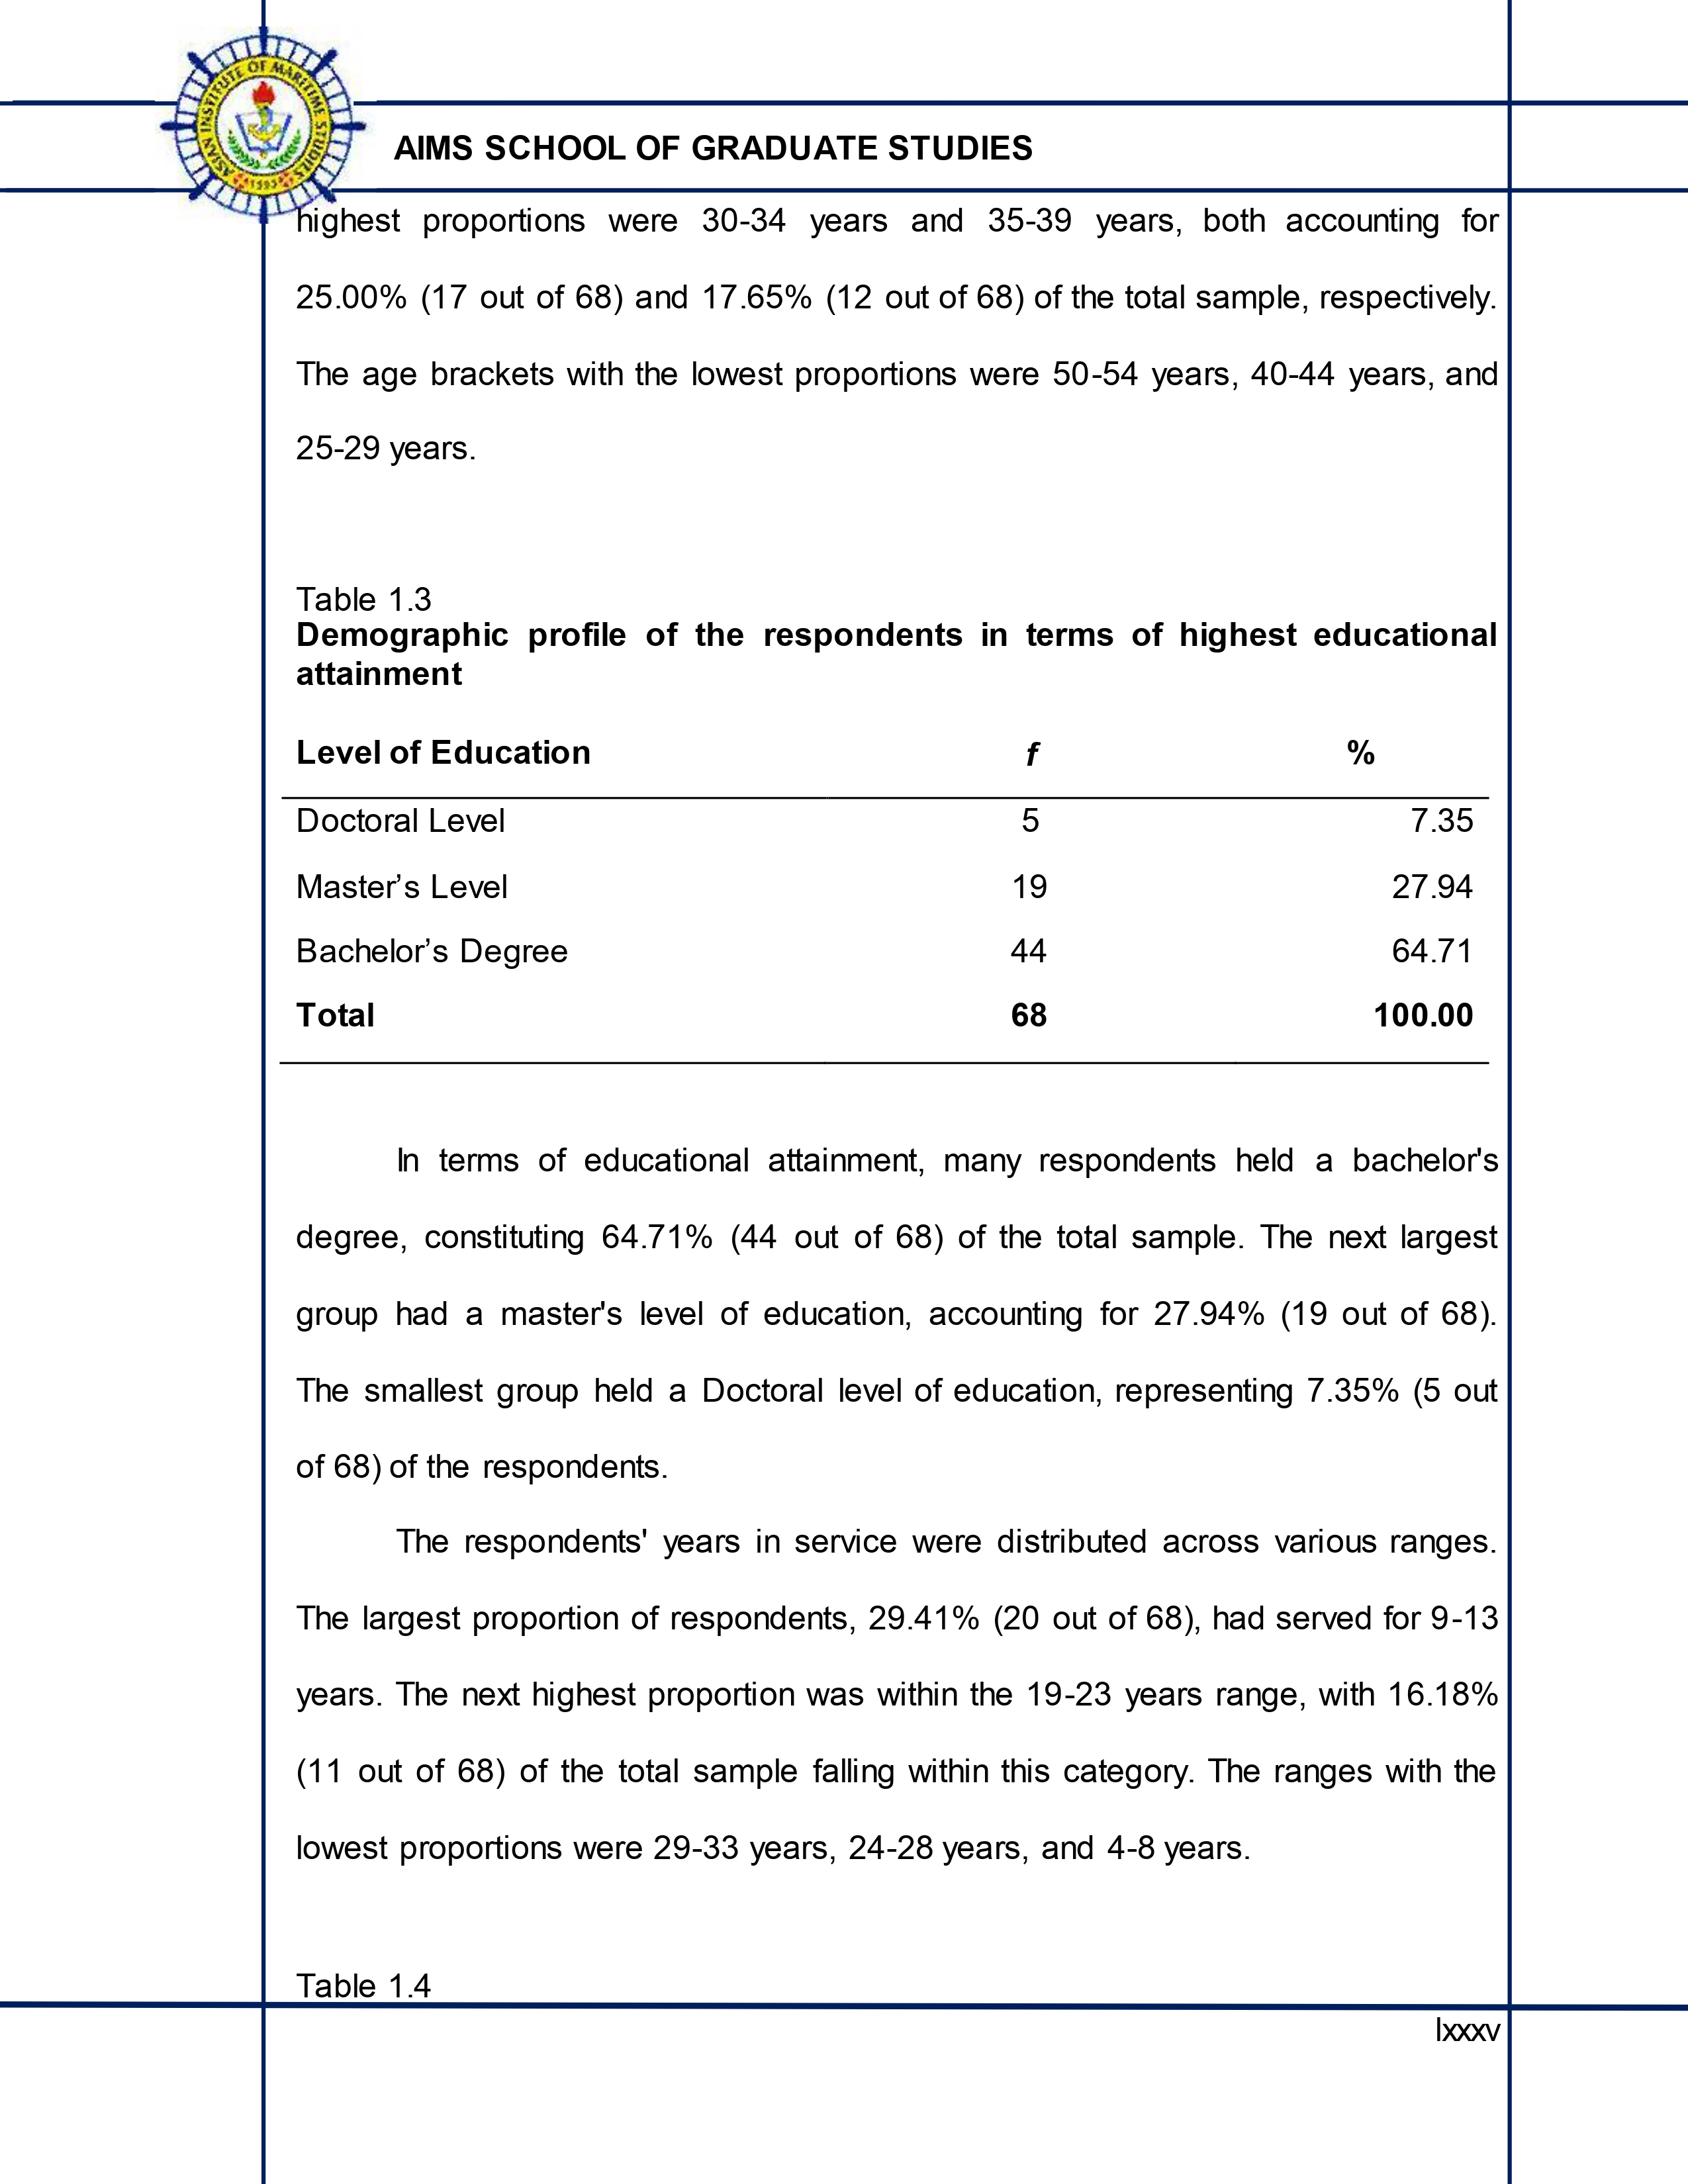 ASIAN INSTITUTE OF MARITIME STUDIES
1993
AIMS SCHOOL OF GRADUATE STUDIES
highest proportions were 30-34 years and 35-39 years, both accounting for
25.00% (17 out of 68) and 17.65% (12 out of 68) of the total sample, respectively.
The age brackets with the lowest proportions were 50-54 years, 40-44 years, and
25-29 years.
Table 1.3
Demographic profile of the respondents in terms of highest educational
attainment
Level of Education f %
Doctoral Level 5 7.35
Master’s Level 19 27.94
Bachelor’s Degree 44 64.71
Total 68 100.00
In terms of educational attainment, many respondents held a bachelor's
degree, constituting 64.71% (44 out of 68) of the total sample. The next largest
group had a master's level of education, accounting for 27.94% (19 out of 68).
The smallest group held a Doctoral level of education, representing 7.35% (5 out
of 68) of the respondents.
The respondents' years in service were distributed across various ranges.
The largest proportion of respondents, 29.41% (20 out of 68), had served for 9-13
years. The next highest proportion was within the 19-23 years range, with 16.18%
(11 out of 68) of the total sample falling within this category. The ranges with the
lowest proportions were 29-33 years, 24-28 years, and 4-8 years.
Table 1.4
lxxxv